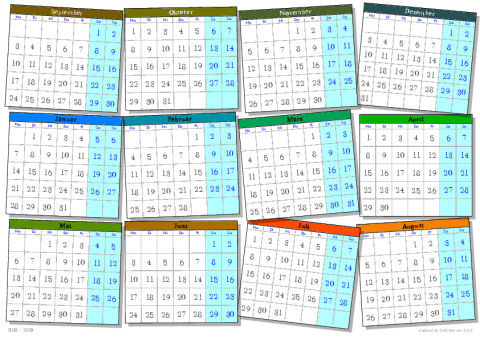 September
Mo Di Mi Do Fr Sa So
1 2
3 4 5 6 7 8 9
10 11 12 13 14 15 16
17 18 19 20 21 22 23
24 25 26 27 28 29 30
Oktober
Mo Di Mi Do Fr Sa So
1 2 3 4 5 6 7
8 9 10 11 12 13 14
15 16 17 18 19 20 21
22 23 24 25 26 27 28
29 30 31
November
Mo Di Mi Do Fr Sa So
1 2 3 4
5 6 7 8 9 10 11
12 13 14 15 16 17 18
19 20 21 22 23 24 25
26 27 28 29 30
Dezember
Mo Di Mi Do Fr Sa So
1 2
3 4 5 6 7 8 9
10 11 12 13 14 15 16
17 18 19 20 21 22 23
24 25 26 27 28 29 30
31
Januar
Mo Di Mi Do Fr Sa So
1 2 3 4 5 6
7 8 9 10 11 12 13
14 15 16 17 18 19 20
21 22 23 24 25 26 27
28 29 30 31
Februar
Mo Di Mi Do Fr Sa So
1 2 3
4 5 6 7 8 9 10
11 12 13 14 15 16 17
18 19 20 21 22 23 24
25 26 27 28
März
Mo Di Mi Do Fr Sa So
1 2 3
4 5 6 7 8 9 10
11 12 13 14 15 16 17
18 19 20 21 22 23 24
25 26 27 28 29 30 31
April
Mo Di Mi Do Fr Sa So
1 2 3 4 5 6 7
8 9 10 11 12 13 14
15 16 17 18 19 20 21
22 23 24 25 26 27 28
29 30
Mai
Mo Di Mi Do Fr Sa So
1 2 3 4 5
6 7 8 9 10 11 12
13 14 15 16 17 18 19
20 21 22 23 24 25 26
27 28 29 30 31
Juni
Mo Di Mi Do Fr Sa So
1 2
3 4 5 6 7 8 9
10 11 12 13 14 15 16
17 18 19 20 21 22 23
24 25 26 27 28 29 30
Juli
Mo Di Mi Do Fr Sa So
1 2 3 4 5 6 7
8 9 10 11 12 13 14
15 16 17 18 19 20 21
22 23 24 25 26 27 28
29 30 31
August
Mo Di Mi Do Fr Sa So
1 2 3 4
5 6 7 8 9 10 11
12 13 14 15 16 17 18
19 20 21 22 23 24 25
26 27 28 29 30 31
2018 - 2019